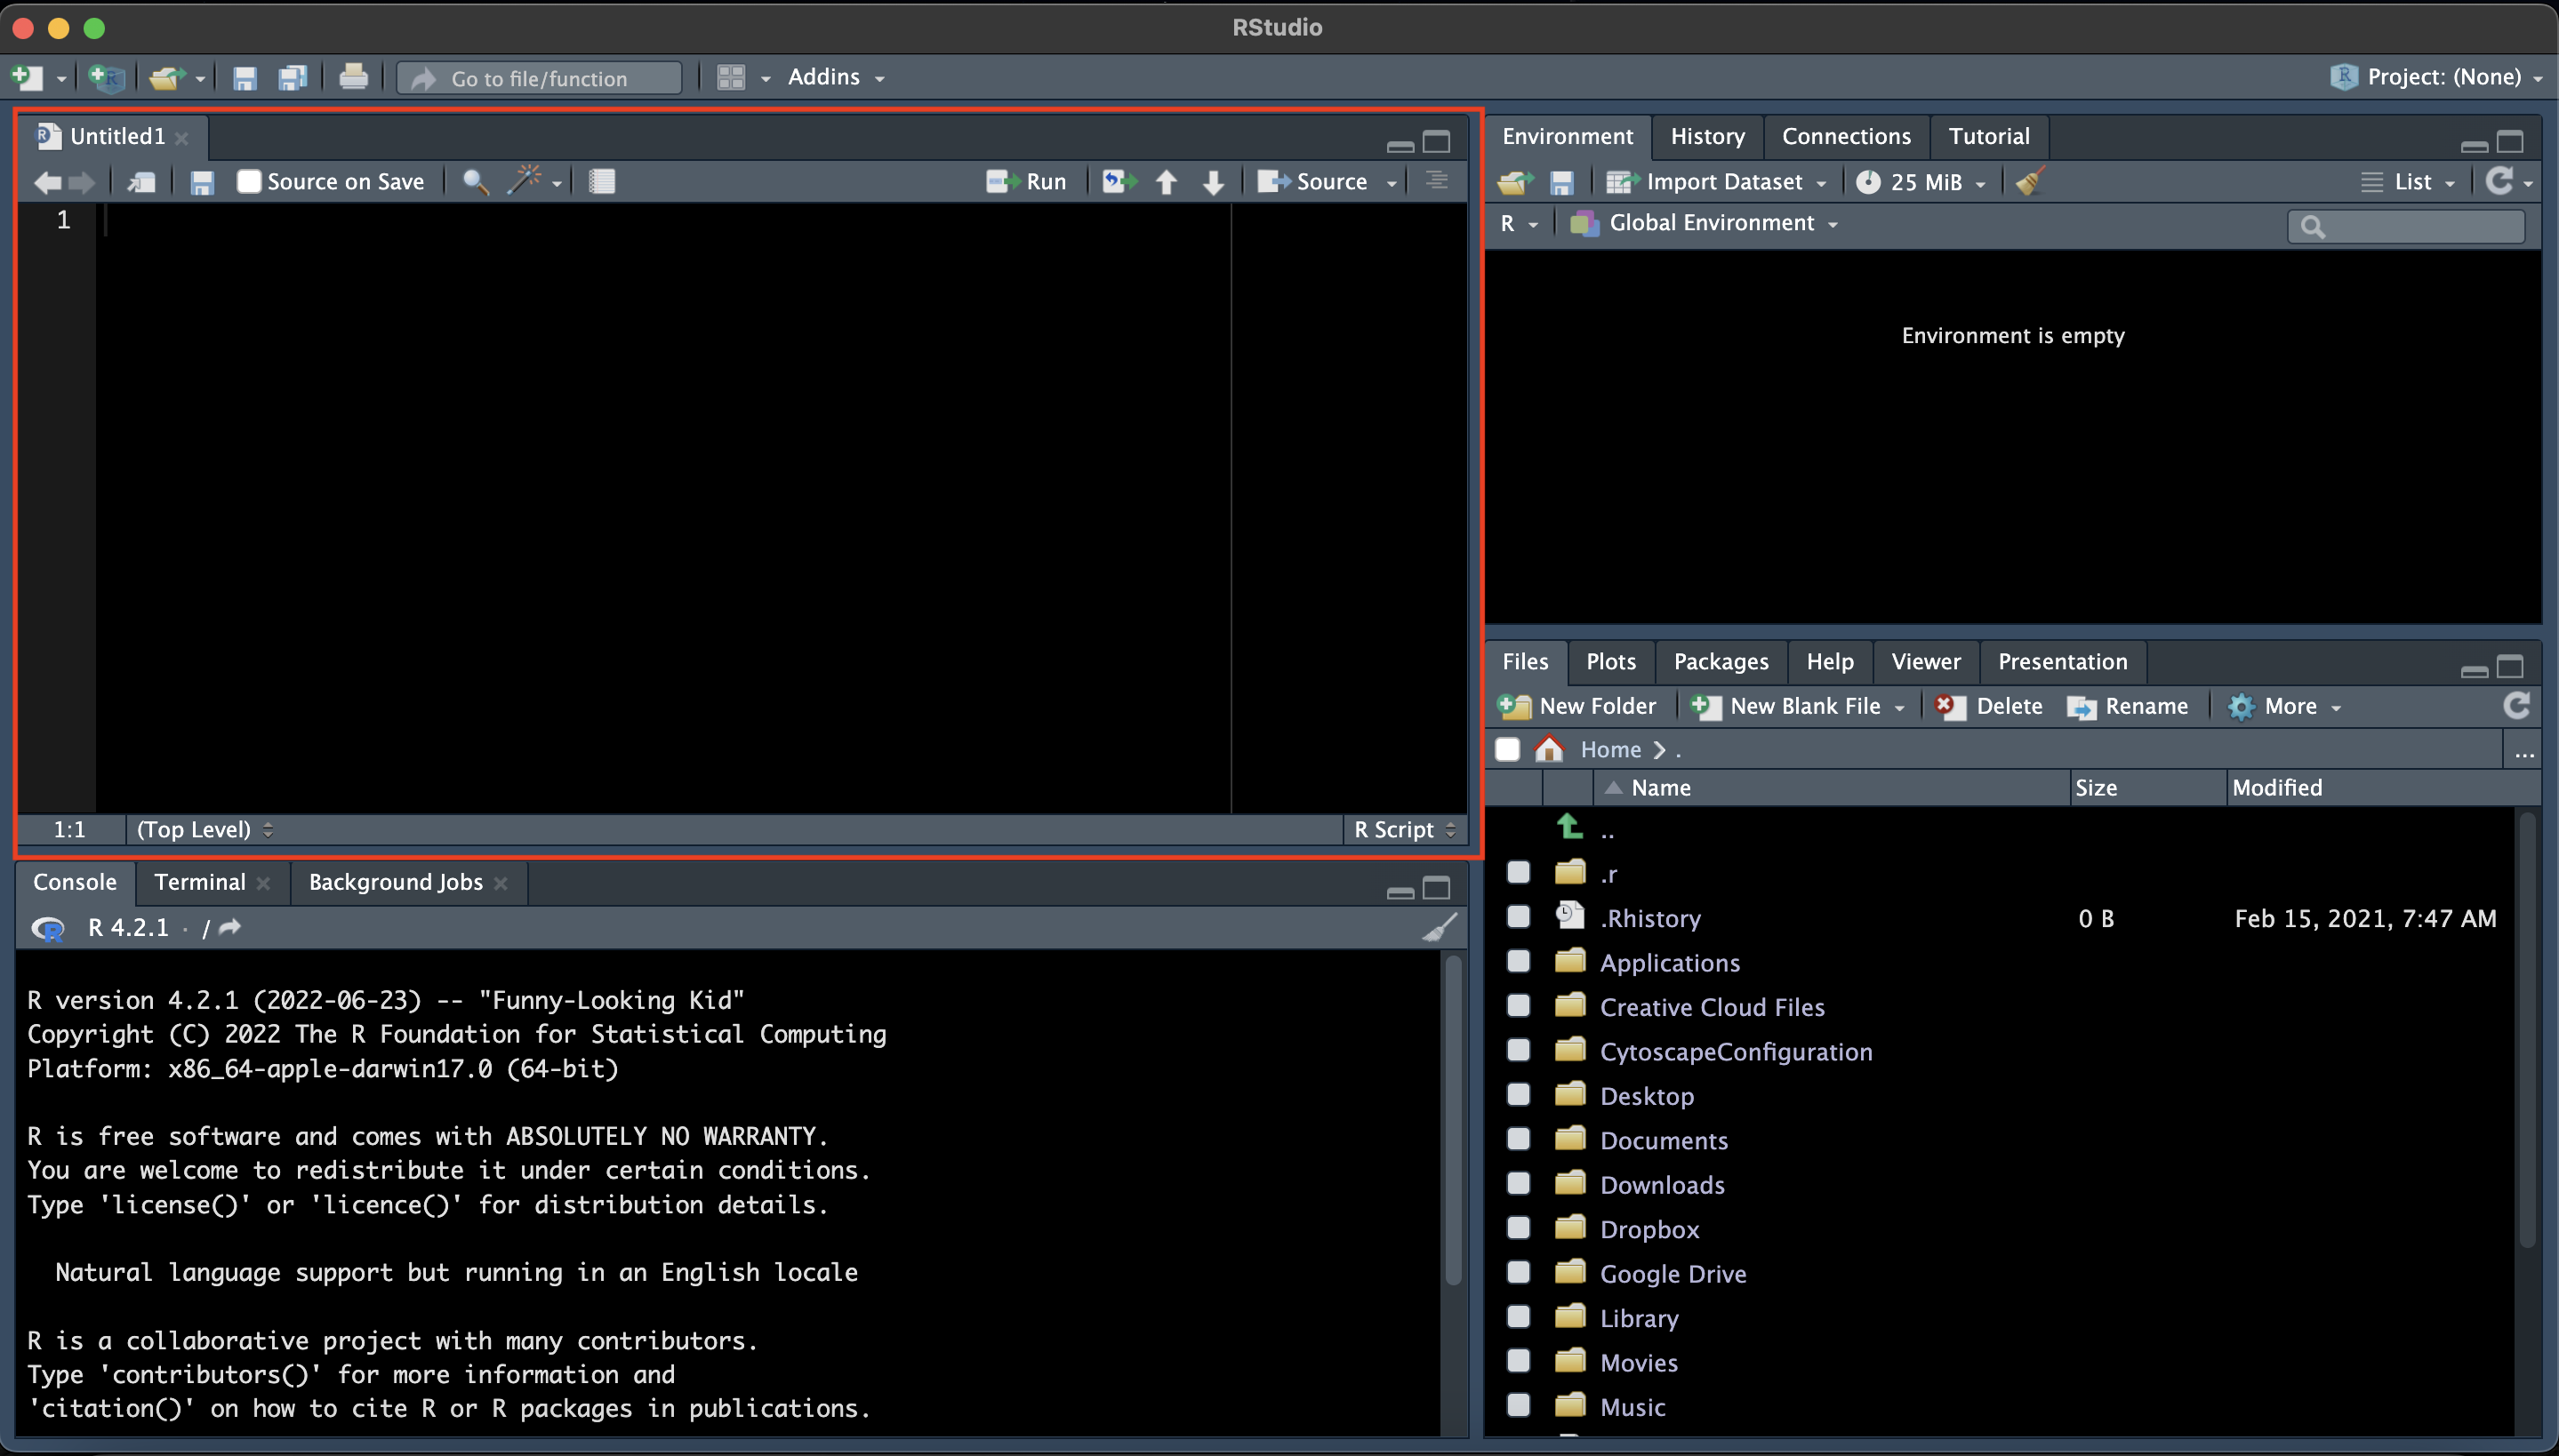 RStudio
Go to file/function
Addins
Project: (None)
Untitled1
Source on Save
Run
Source
1
1:1
(Top Level)
R Script
Console
Terminal
Background Jobs
R 4.2.1 · /
R version 4.2.1 (2022-06-23) -- "Funny-Looking Kid"
Copyright (C) 2022 The R Foundation for Statistical Computing
Platform: x86_64-apple-darwin17.0 (64-bit)
R is free software and comes with ABSOLUTELY NO WARRANTY.
You are welcome to redistribute it under certain conditions.
Type 'license()' or 'licence()' for distribution details.
Natural language support but running in an English locale
R is a collaborative project with many contributors.
Type 'contributors()' for more information and
'citation()' on how to cite R or R packages in publications.
Environment
History
Connections
Tutorial
Import Dataset
25 MiB
List
R
Global Environment
Environment is empty
Files
Plots
Packages
Help
Viewer
Presentation
New Folder
New Blank File
Delete
Rename
More
Home
.
...
Name
Size
Modified
..
.r
.Rhistory 0 B Feb 15, 2021, 7:47 AM
Applications
Creative Cloud Files
CytoscapeConfiguration
Desktop
Documents
Downloads
Dropbox
Google Drive
Library
Movies
Music